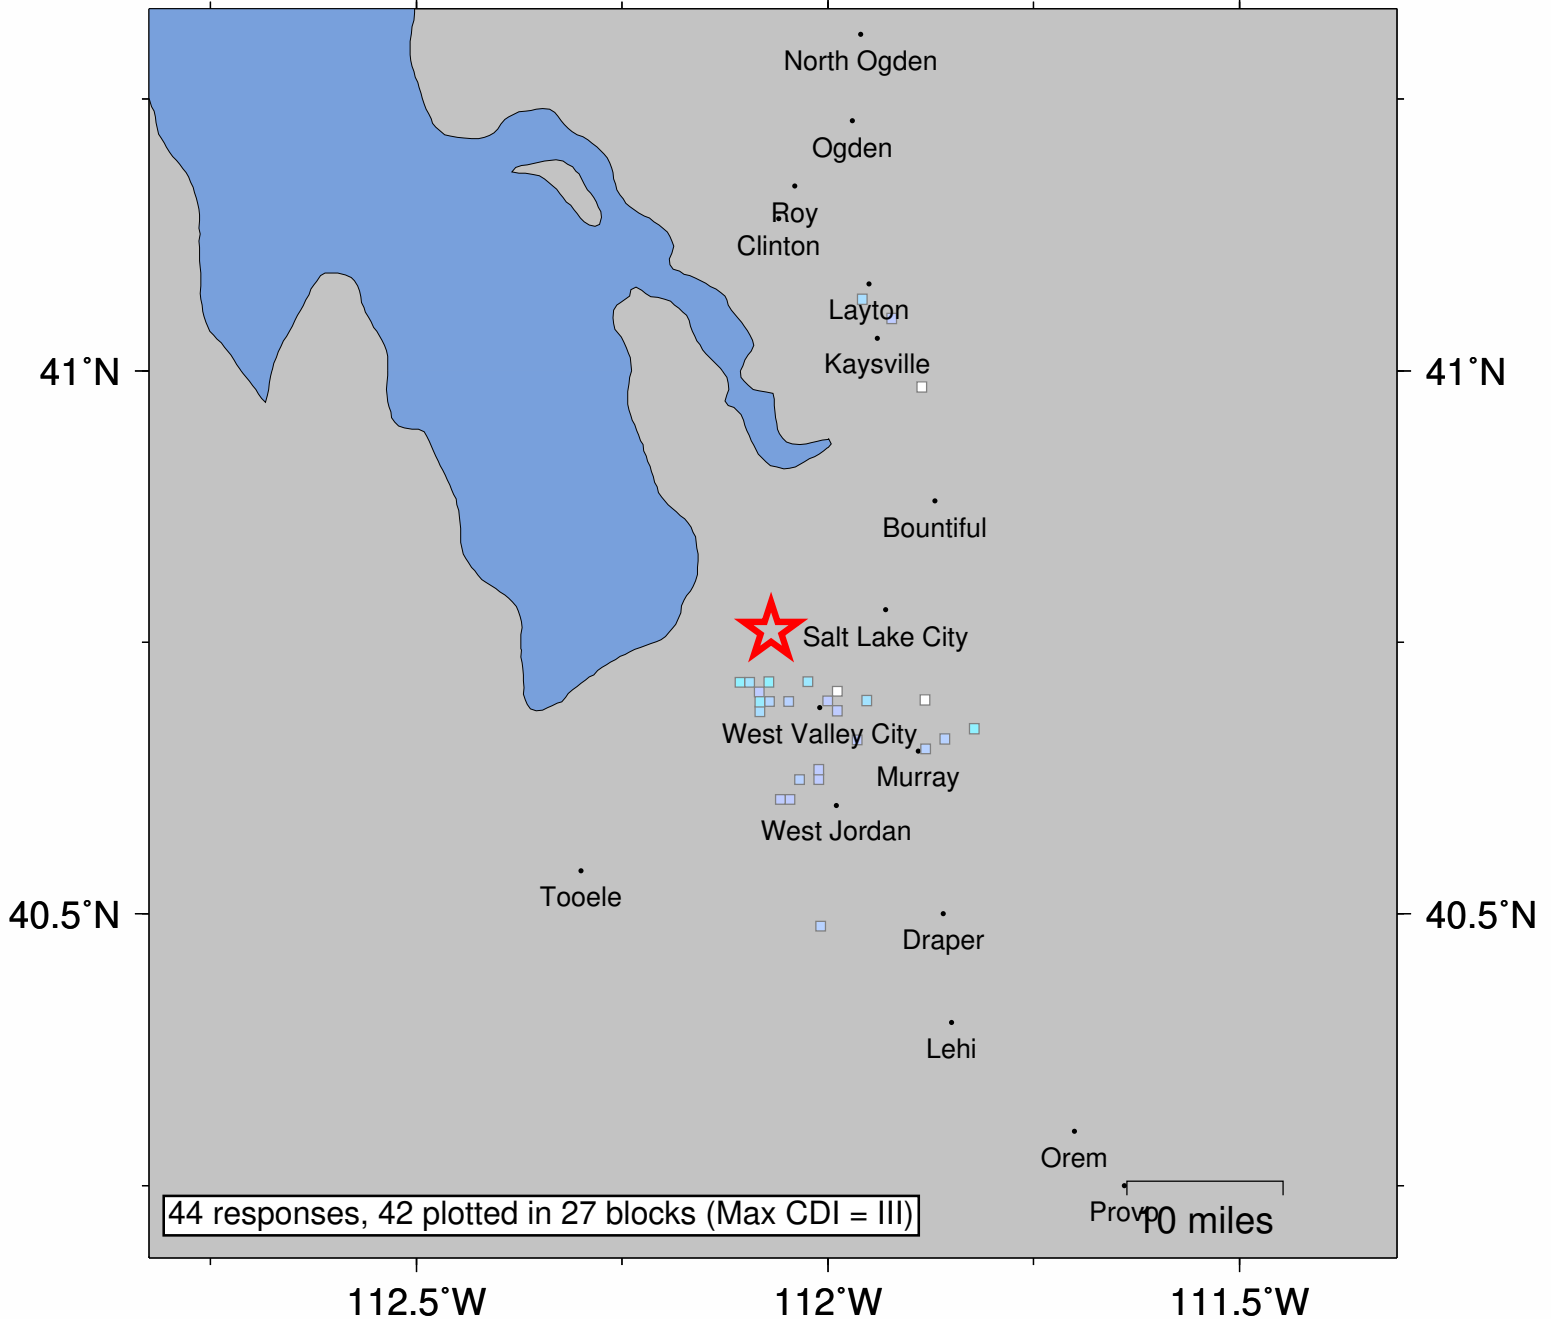 North Ogden
Ogden
Roy
Clinton
Layton
41°N
Kaysville
41°N
Bountiful
Salt Lake City
West Valley City
Murray
West Jordan
Tooele
40.5°N
40.5°N
Draper
Lehi
Orem
Provo
10 miles
44 responses, 42 plotted in 27 blocks (Max CDI = III)
112.5°W
112°W
111.5°W